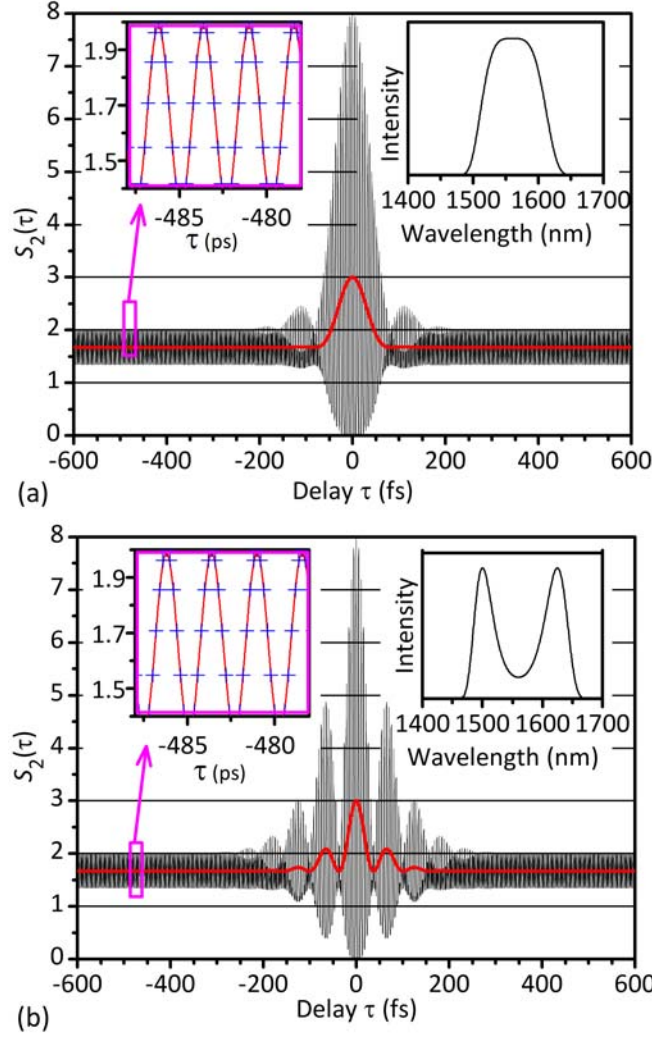 8
7
6
5
4
3
2
1
0
S₂(τ)
1.9
1.7
1.5
-485 -480
τ (ps)
Intensity
1400 1500 1600 1700
Wavelength (nm)
-600 -400 -200 0 200 400 600
Delay τ (fs)
(a)
8
7
6
5
4
3
2
1
0
S₂(τ)
1.9
1.7
1.5
-485 -480
τ (ps)
Intensity
1400 1500 1600 1700
Wavelength (nm)
-600 -400 -200 0 200 400 600
Delay τ (fs)
(b)